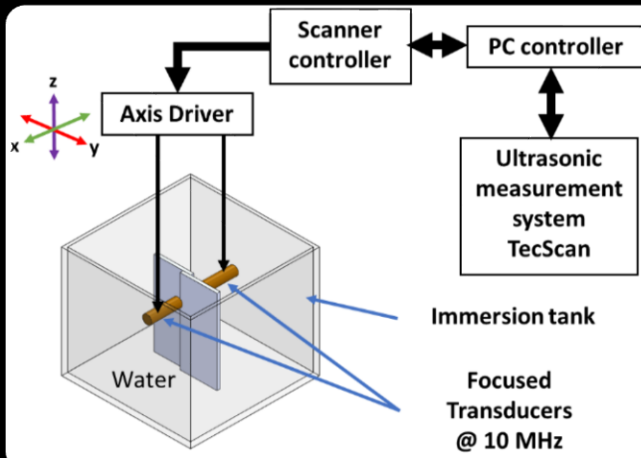 Scanner
controller
PC controller
Axis Driver
z
x
y
Ultrasonic
measurement
system
TecScan
Immersion tank
Water
Focused
Transducers
@ 10 MHz